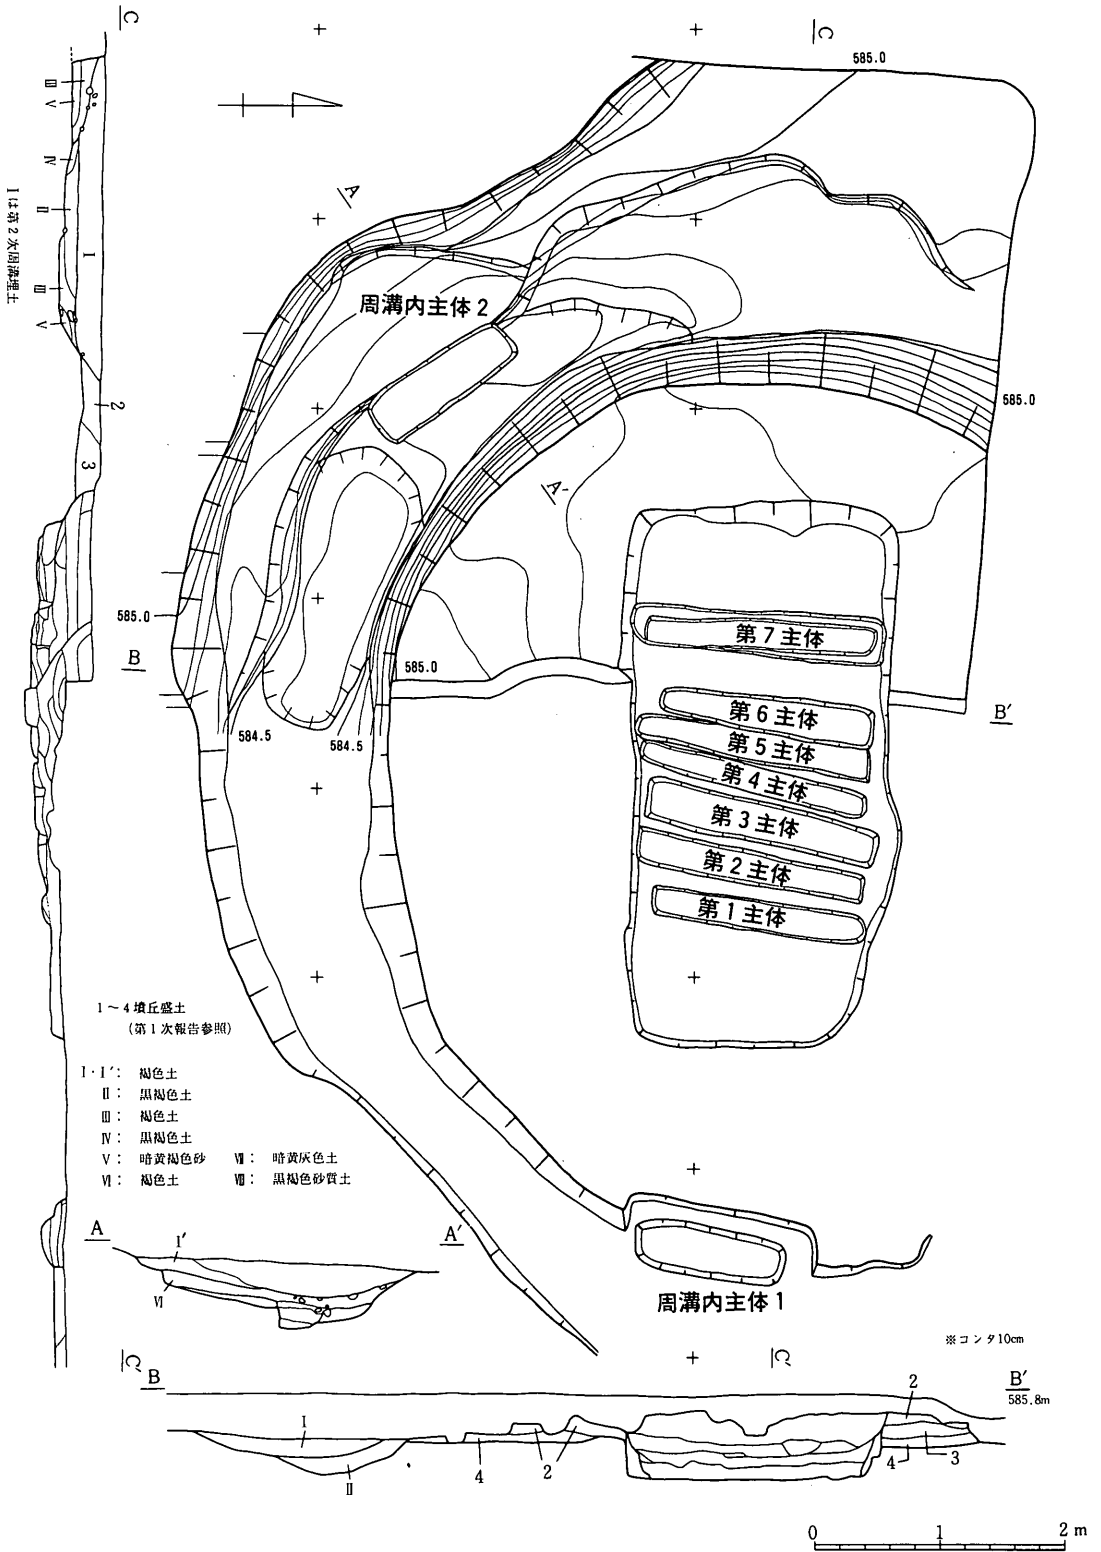 C
C
585.0
Ⅲ
Ⅴ
Ⅳ
Ⅱ
Ⅲ
Ⅴ
1
2
3
Ⅰは第2次周溝埋土
A
周溝内主体2
585.0
A′
585.0
B
585.0
B′
第7主体
第6主体
第5主体
第4主体
第3主体
第2主体
第1主体
584.5
584.5
1～4墳丘盛土
(第1次報告参照)
Ⅰ·Ⅰ′: 褐色土
Ⅱ: 黒褐色土
Ⅲ: 褐色土
Ⅳ: 黒褐色土
Ⅴ: 暗黄褐色砂 Ⅶ: 暗黄灰色土
Ⅵ: 褐色土 Ⅷ: 黒褐色砂質土
A
A′
Ⅰ′
Ⅵ
周溝内主体1
※コンタ10cm
C′
C′
B
B′
585.8m
Ⅰ
Ⅱ
4
2
2
4
3
0 1 2 m